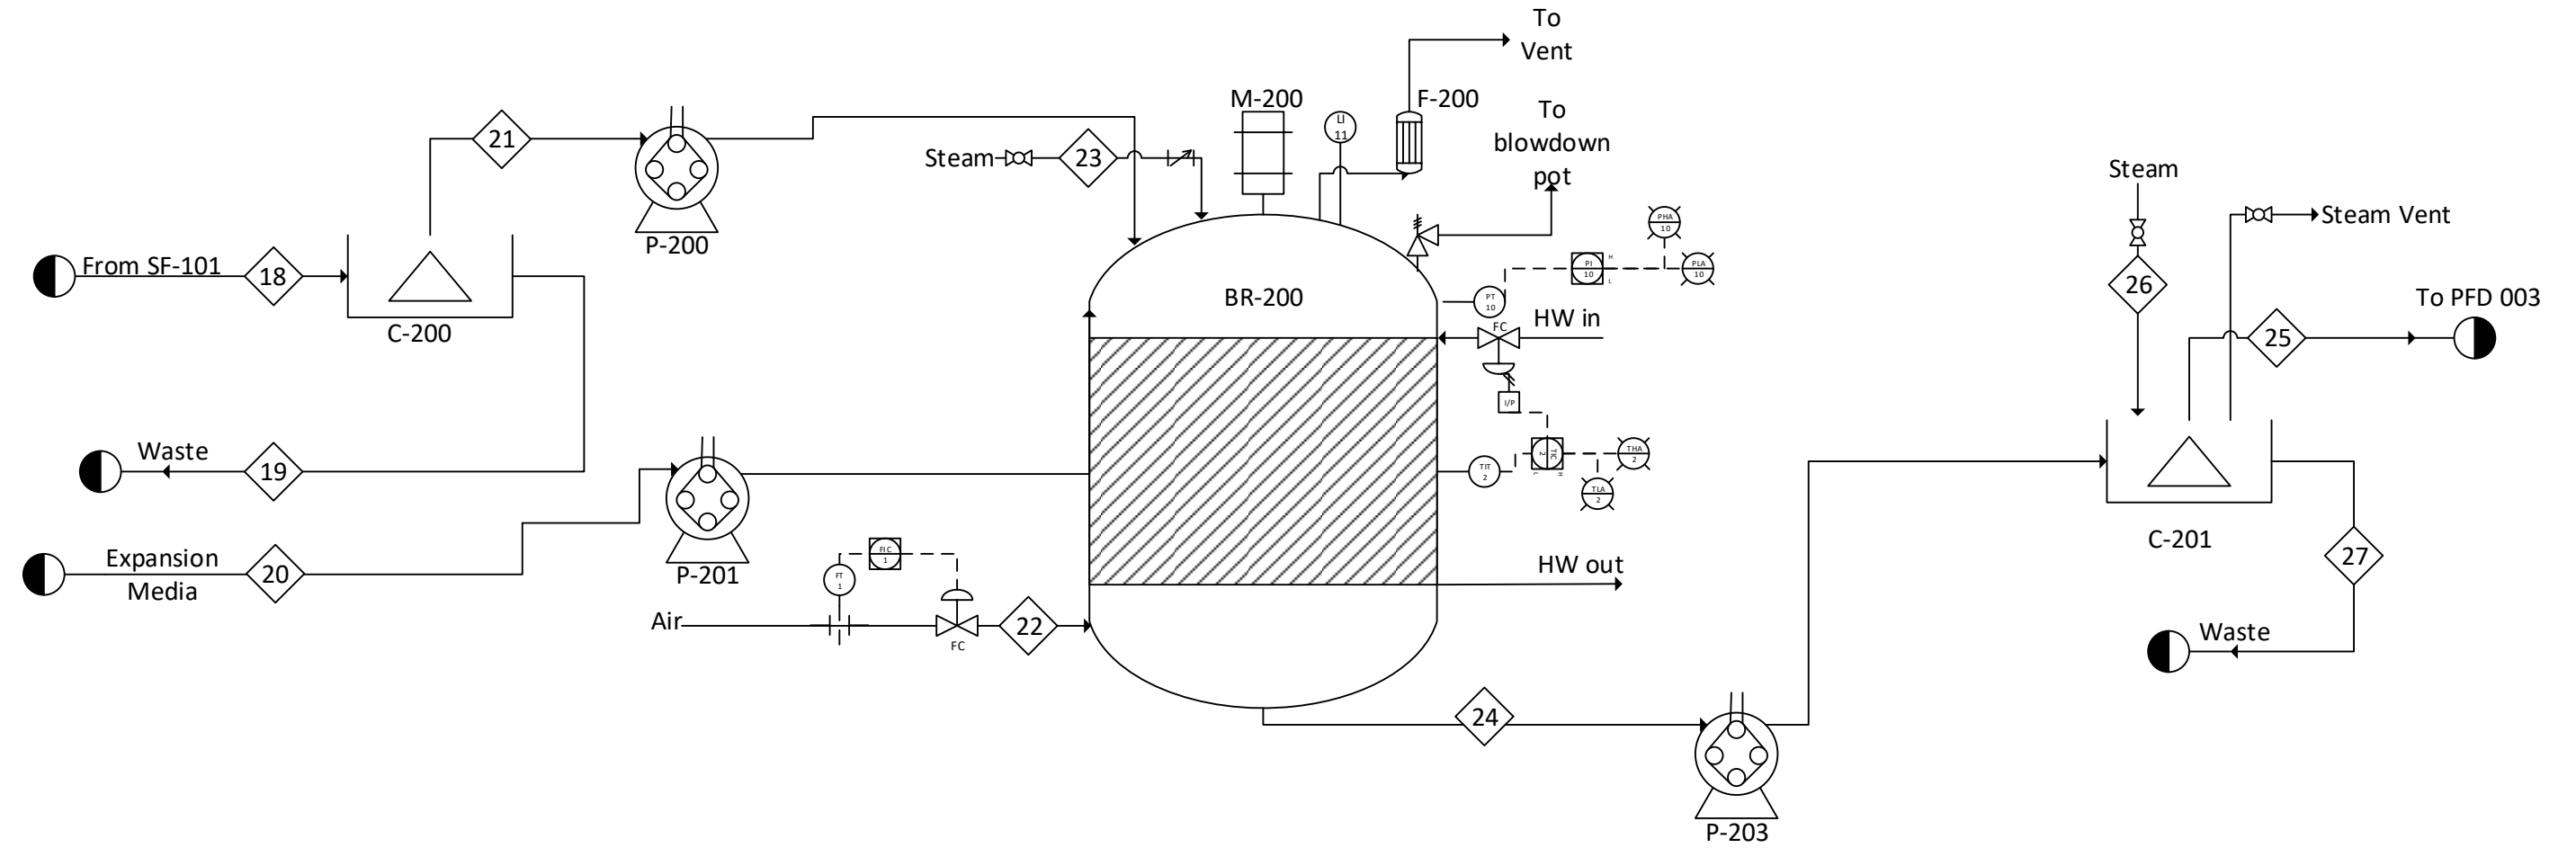 To
Vent
M-200
F-200
To
blowdown
pot
LI
11
21
Steam
23
P-200
Steam
PHA
10
Steam Vent
From SF-101
18
PI
10
H
L
PLA
10
26
BR-200
PT
10
To PFD 003
C-200
FC
HW in
25
I/P
Waste
19
TIT
2
TIC
2
L
H
THA
2
TLA
2
C-201
27
Expansion
Media
20
P-201
FT
1
FIC
1
HW out
Air
FC
22
Waste
24
P-203